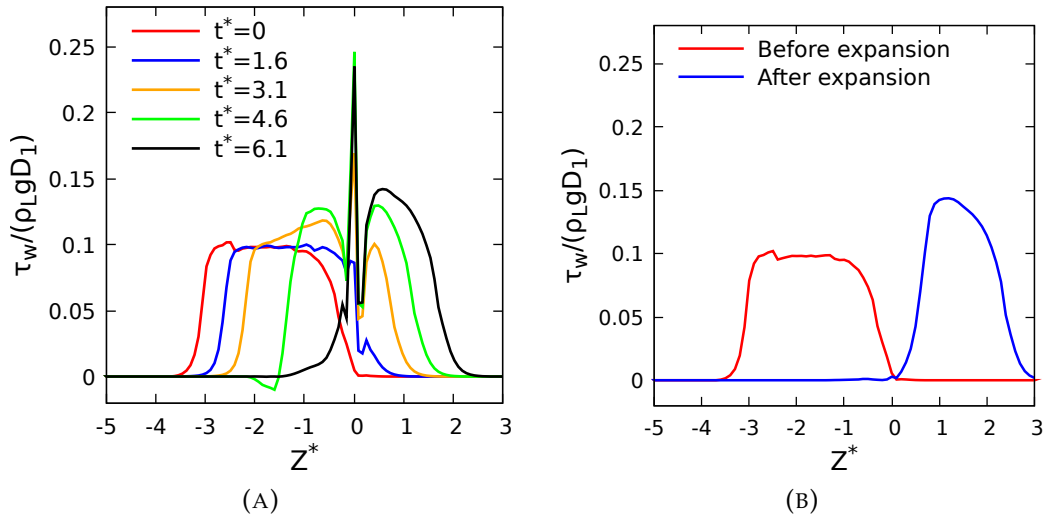 0.25
0.2
0.15
0.1
0.05
0
τw/(ρLgD1)
t*=0
t*=1.6
t*=3.1
t*=4.6
t*=6.1
-5 -4 -3 -2 -1 0 1 2 3
Z*
(A)
0.25
0.2
0.15
0.1
0.05
0
τw/(ρLgD1)
Before expansion
After expansion
-5 -4 -3 -2 -1 0 1 2 3
Z*
(B)